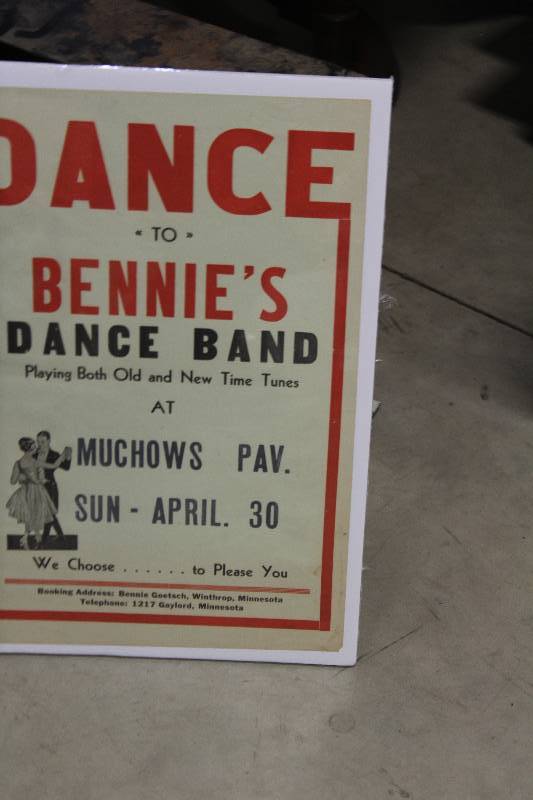 DANCE
« TO »
BENNIE'S
DANCE BAND
Playing Both Old and New Time Tunes
AT
MUCHOWS PAV.
SUN - APRIL. 30
We Choose . . . . . . to Please You
Booking Address: Bennie Goetsch, Winthrop, Minnesota
Telephone: 1217 Gaylord, Minnesota